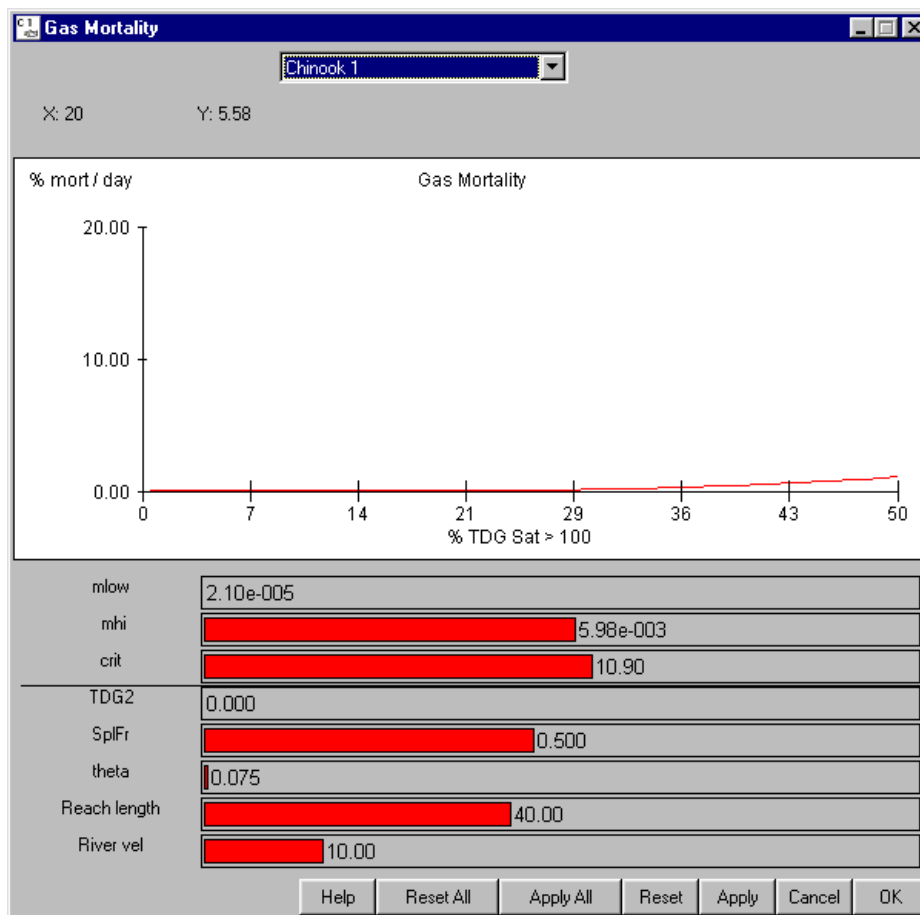 Gas Mortality
Chinook 1
X: 20 Y: 5.58
% mort / day Gas Mortality
20.00
10.00
0.00
0 7 14 21 29 36 43 50
% TDG Sat > 100
mlow 2.10e-005
mhi 5.98e-003
crit 10.90
TDG2 0.000
SplFr 0.500
theta 0.075
Reach length 40.00
River vel 10.00
Help Reset All Apply All Reset Apply Cancel OK